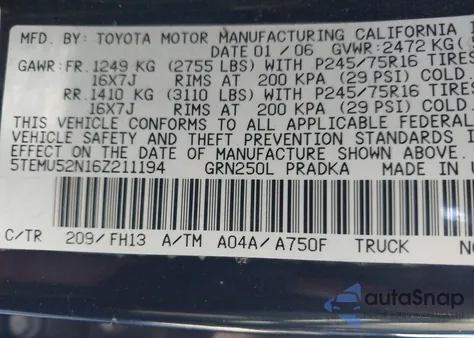 MFD. BY: TOYOTA MOTOR MANUFACTURING CALIFORNIA
DATE 01 / 06 GVWR: 2472 KG (
GAWR: FR. 1249 KG (2755 LBS) WITH P245/75R16 TIRES
16X7J RIMS AT 200 KPA (29 PSI) COLD
RR. 1410 KG (3110 LBS) WITH P245/75R16 TIRES
16X7J RIMS AT 200 KPA (29 PSI) COLD
THIS VEHICLE CONFORMS TO ALL APPLICABLE FEDERAL
VEHICLE SAFETY AND THEFT PREVENTION STANDARDS I
EFFECT ON THE DATE OF MANUFACTURE SHOWN ABOVE.
5TEMU52N16Z211194 GRN250L PRADKA MADE IN U
C/TR 209/FH13 A/TM A04A/A750F TRUCK NO
autoSnap